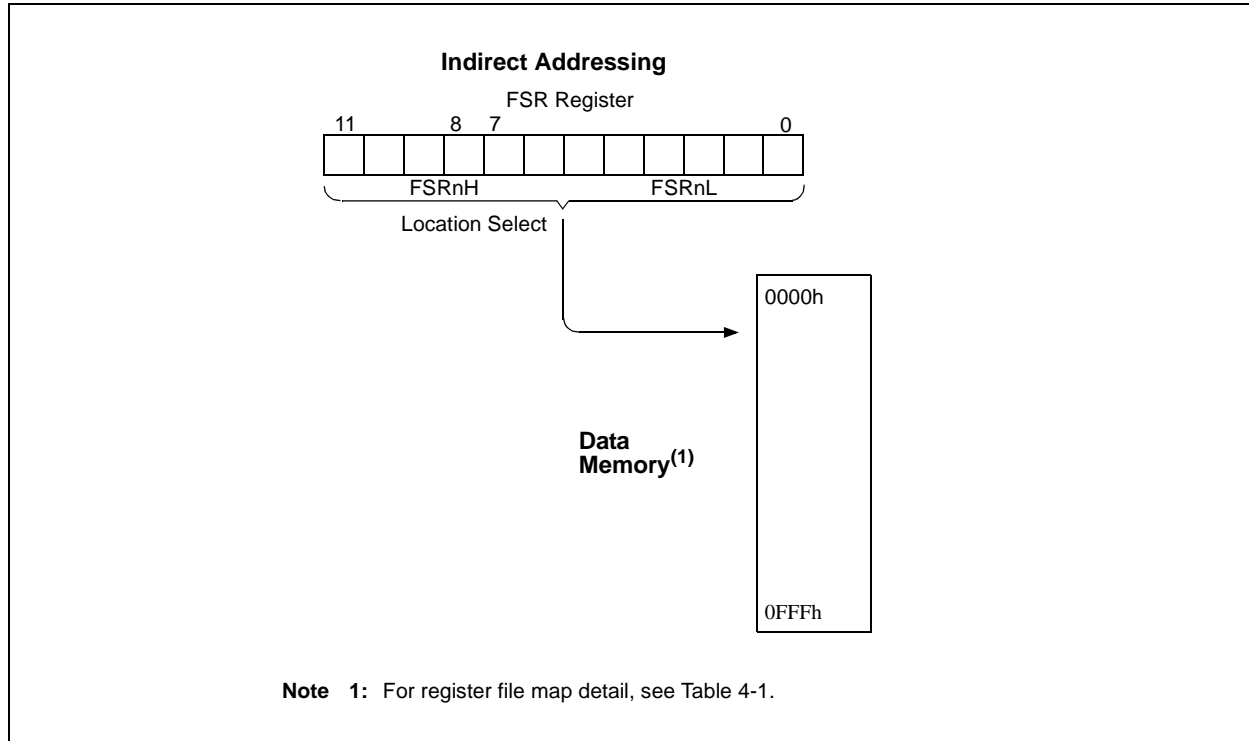 Indirect Addressing
FSR Register
11 8 7 0
FSRnH FSRnL
Location Select
0000h
Data
Memory(1)
0FFFh
Note 1: For register file map detail, see Table 4-1.